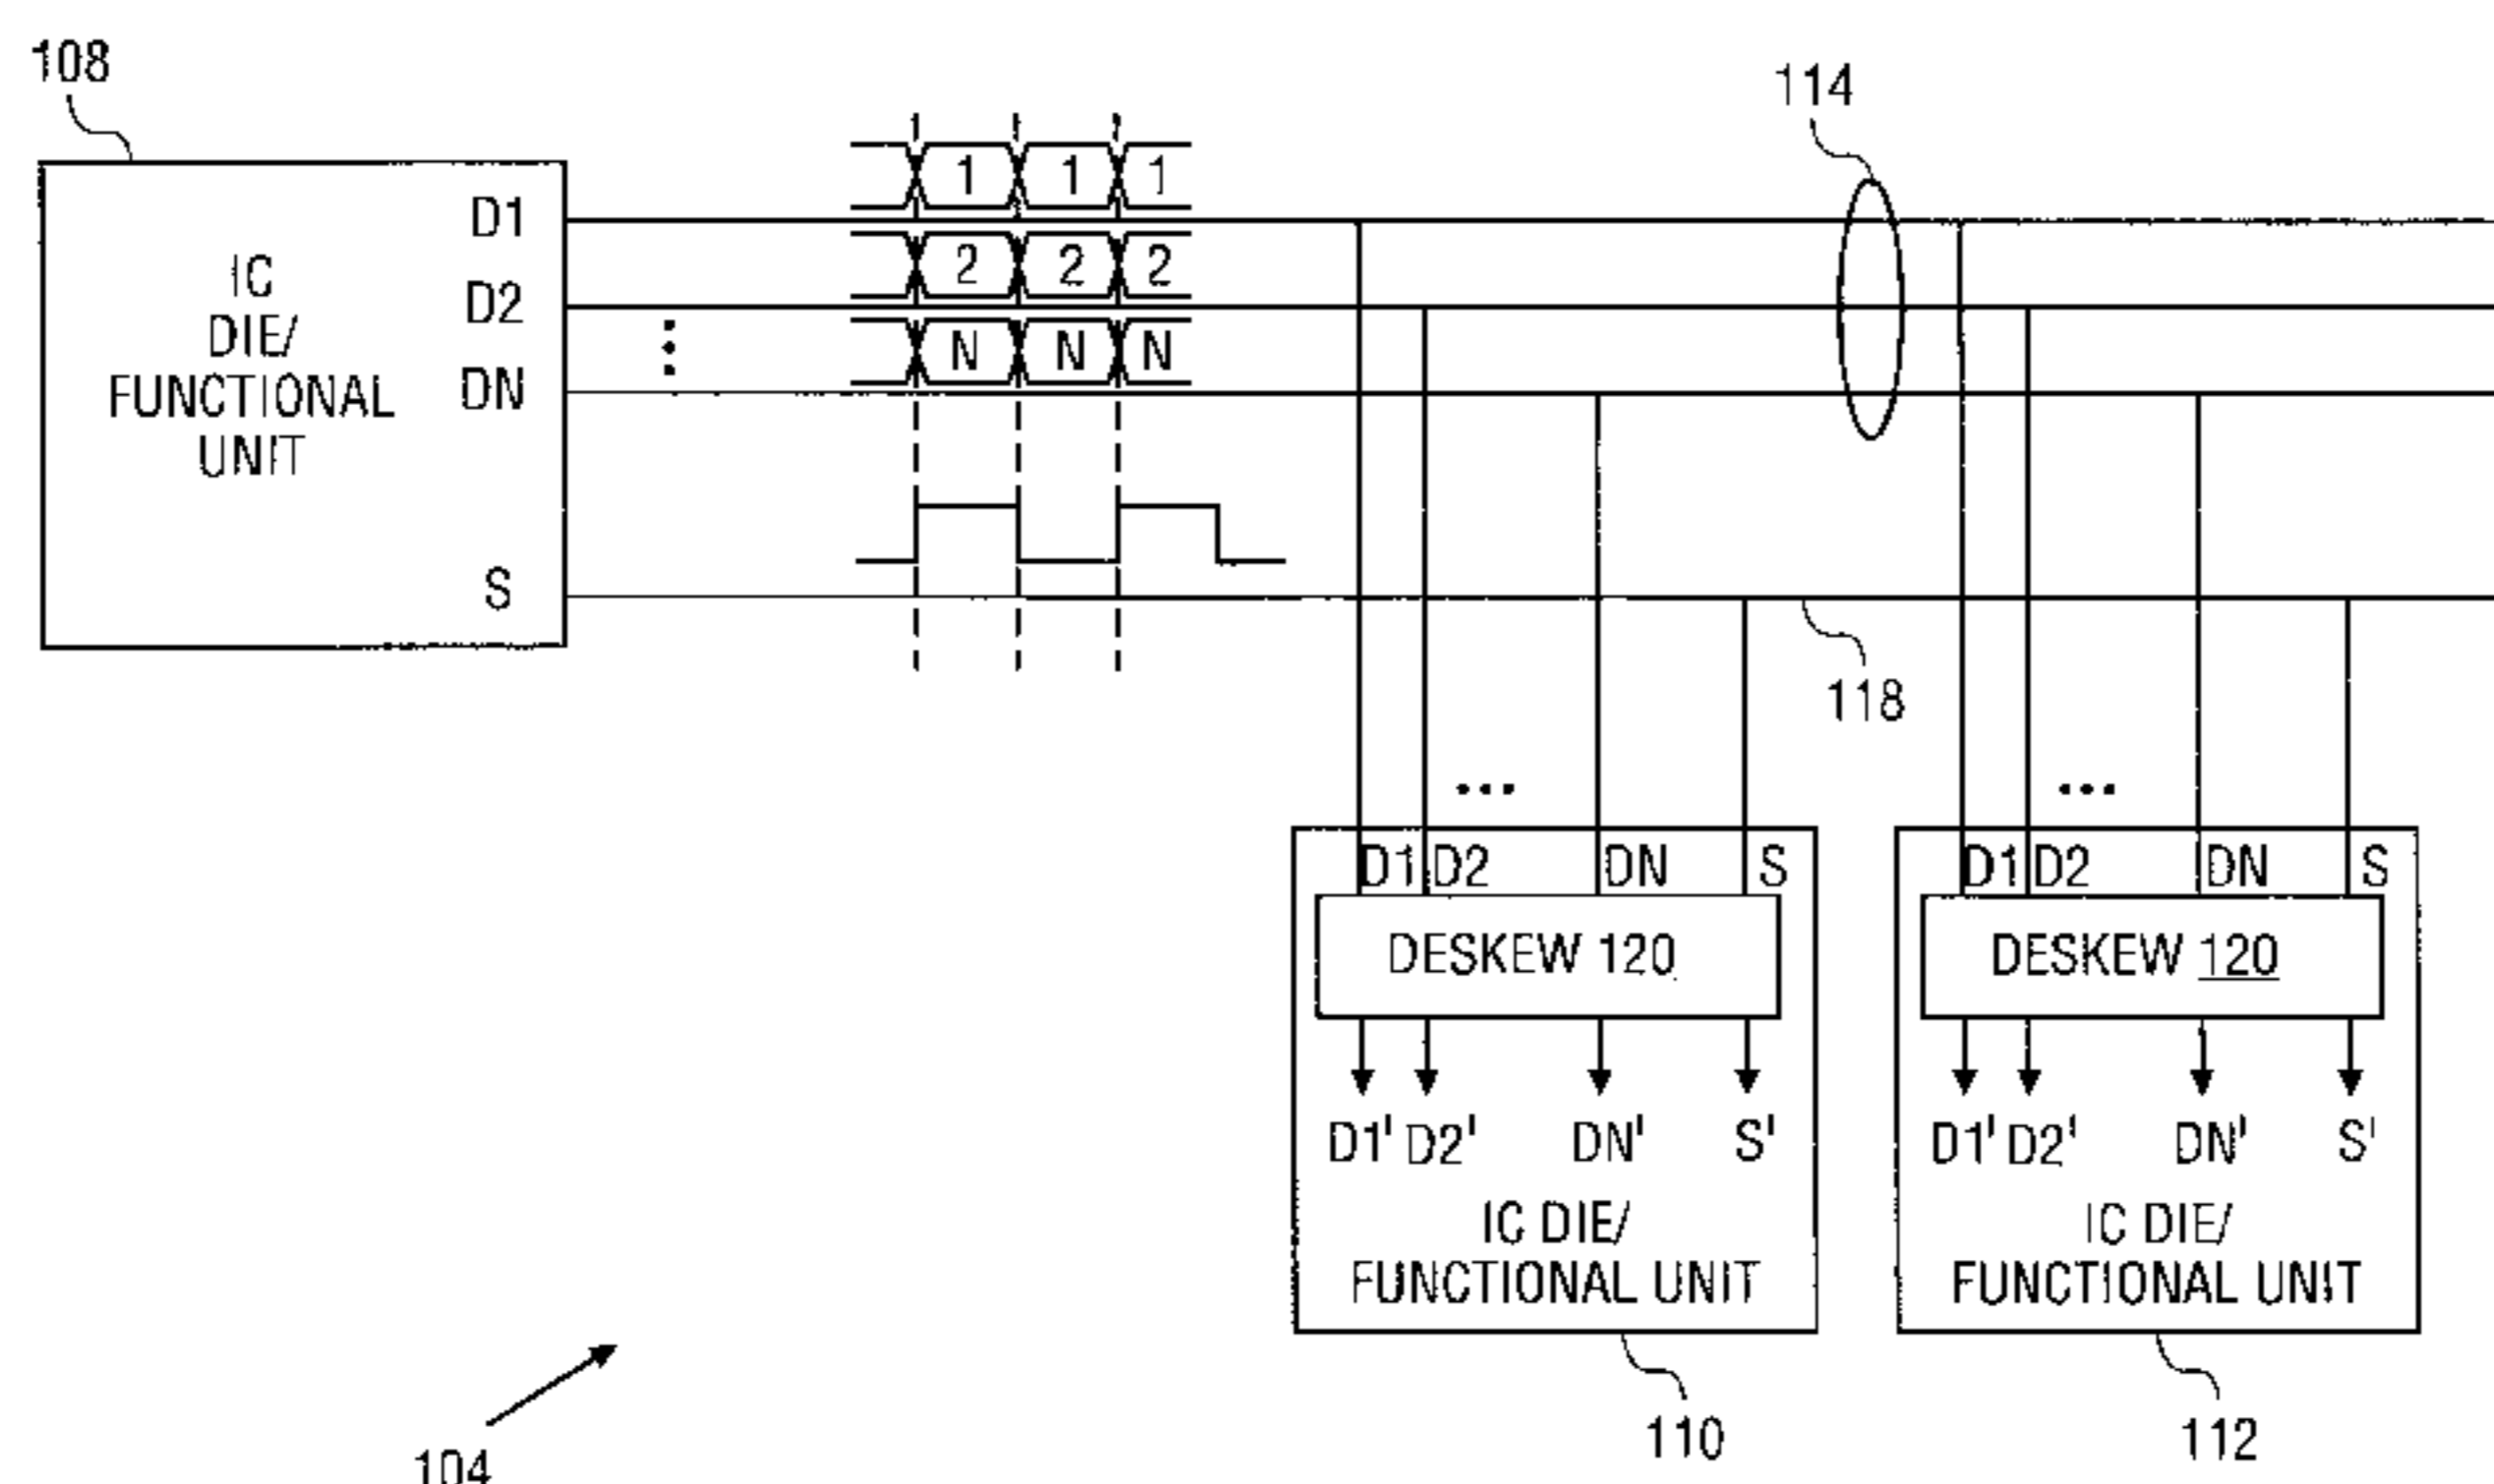 108
114
1 1 1
D1
2 2 2
D2
N N N
DN
IC
DIE/
FUNCTIONAL
UNIT
S
118
...
...
D1 D2 DN S
D1 D2 DN S
DESKEW 120
DESKEW 120
D1' D2' DN' S'
D1' D2' DN' S'
IC DIE/
FUNCTIONAL UNIT
IC DIE/
FUNCTIONAL UNIT
110
112
104